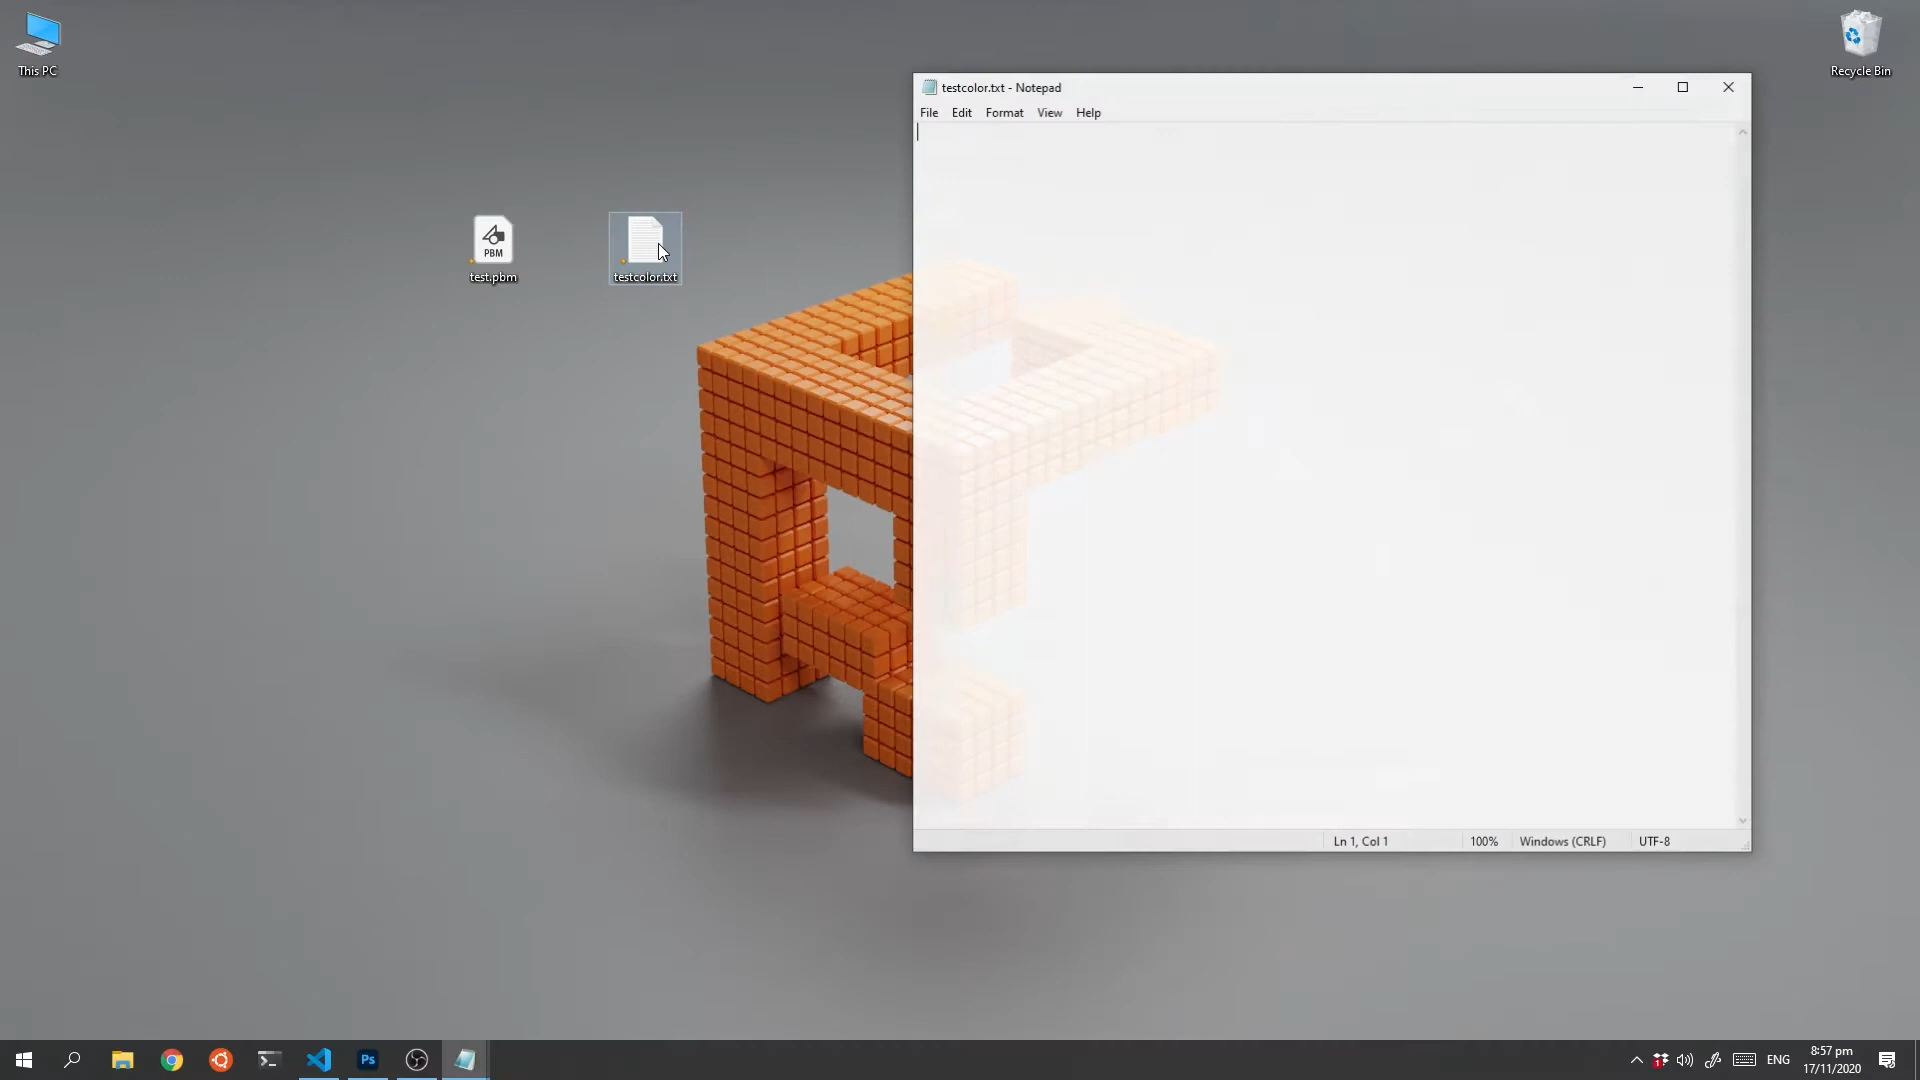 This PC
Recycle Bin
PBM
test.pbm
testcolor.txt
testcolor.txt - Notepad
File Edit Format View Help
Ln 1, Col 1 100% Windows (CRLF) UTF-8
Ps
1
ENG
8:57 pm
17/11/2020